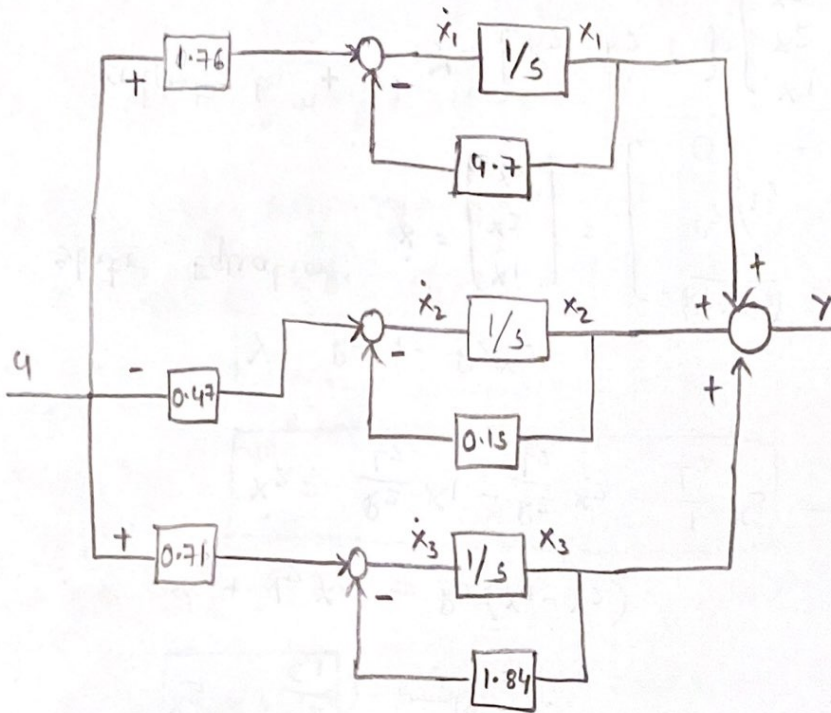 + 1.76 - ẋ₁ 1/s x₁
4.7
+
ẋ₂ 1/s x₂ + y
u - 0.47 - +
0.15
+ 0.71 ẋ₃ 1/s x₃
-
1.84